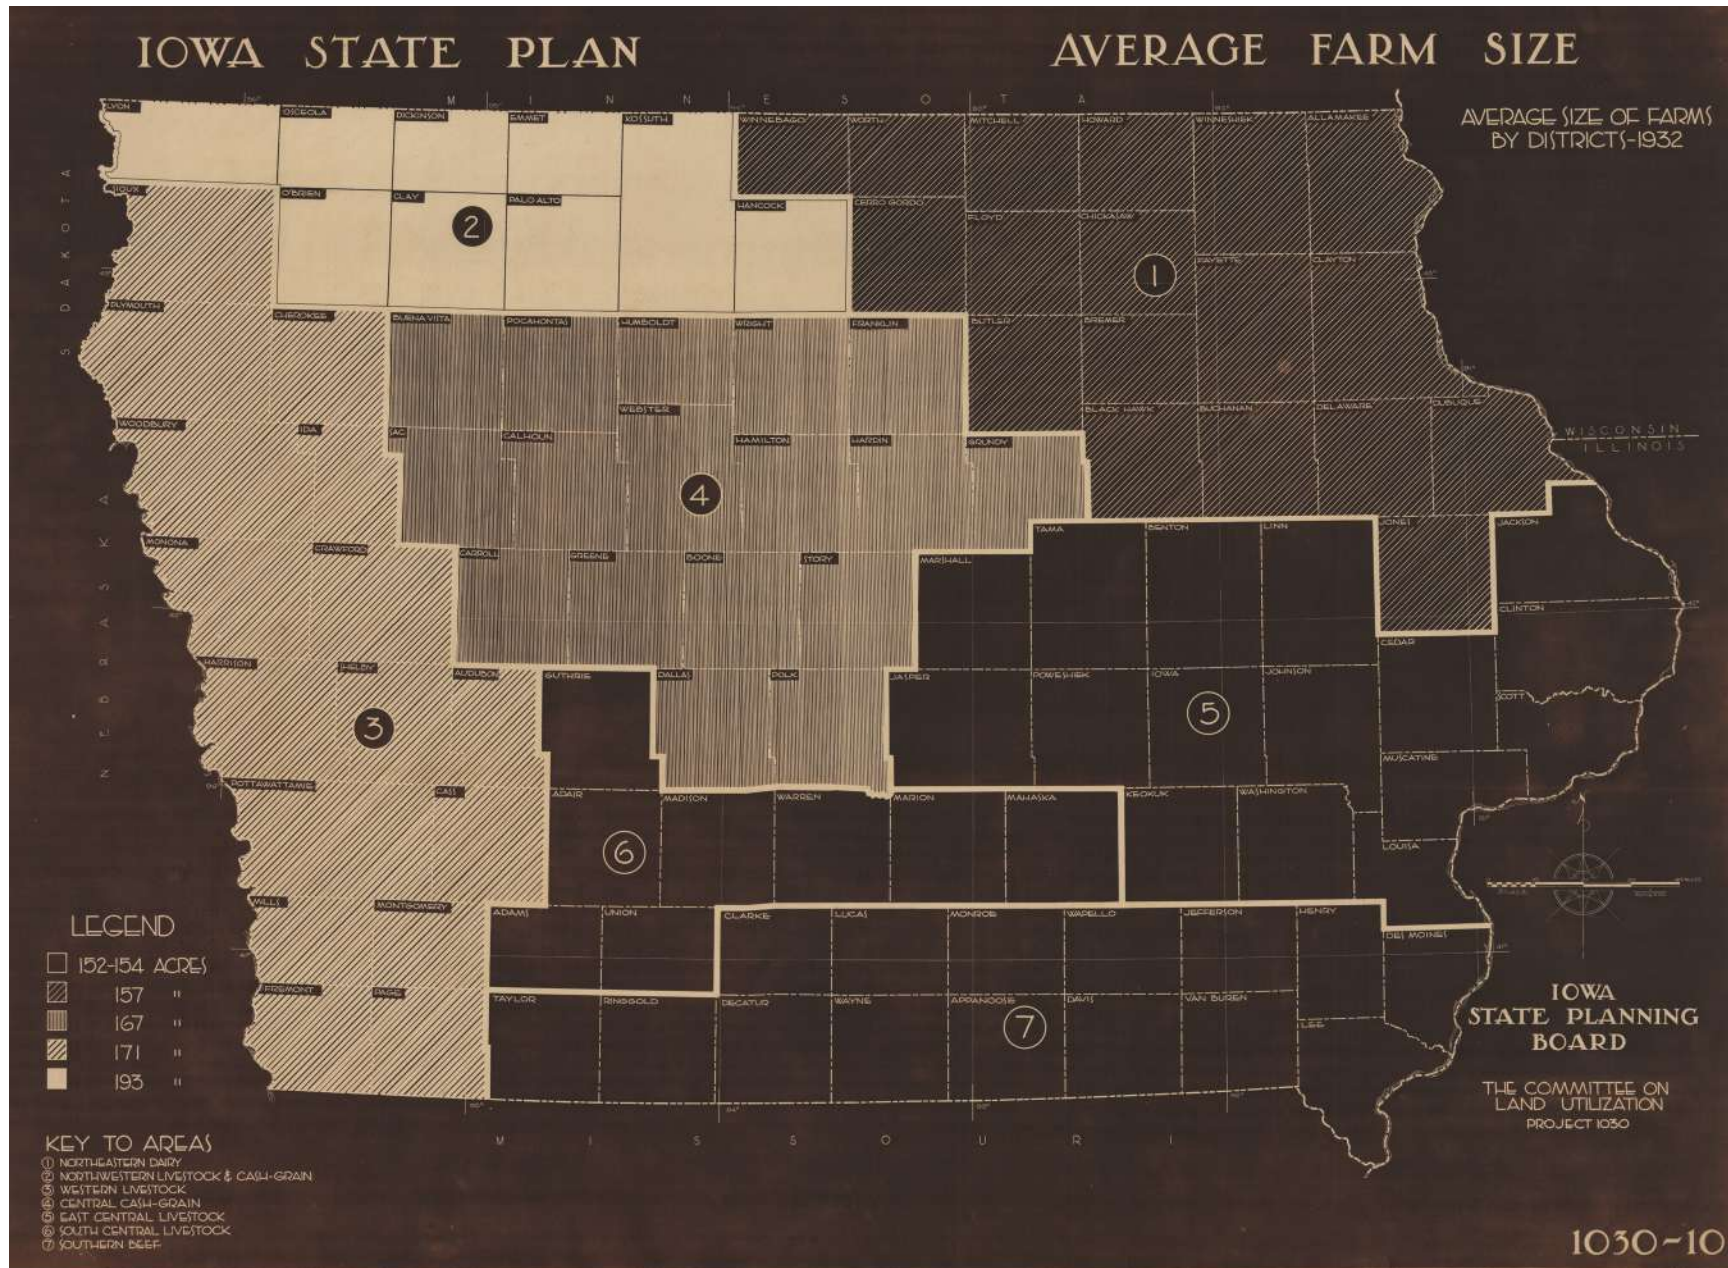 IOWA STATE PLAN
AVERAGE FARM SIZE
AVERAGE SIZE OF FARMS
BY DISTRICTS-1932
MINNESOTA
S DAKOTA
NEBRASKA
WISCONSIN
ILLINOIS
MISSOURI
LYON
OSCEOLA
DICKINSON
EMMET
KOSSUTH
WINNEBAGO
WORTH
MITCHELL
HOWARD
WINNESHIEK
ALLAMAKEE
SIOUX
O'BRIEN
CLAY
PALO ALTO
HANCOCK
CERRO GORDO
FLOYD
CHICKASAW
2
1
FAYETTE
CLAYTON
PLYMOUTH
CHEROKEE
BUENA VISTA
POCAHONTAS
HUMBOLDT
WRIGHT
FRANKLIN
BUTLER
BREMER
WOODBURY
IDA
SAC
CALHOUN
WEBSTER
HAMILTON
HARDIN
GRUNDY
BLACK HAWK
BUCHANAN
DELAWARE
DUBUQUE
4
MONONA
CRAWFORD
CARROLL
GREENE
BOONE
STORY
MARSHALL
TAMA
BENTON
LINN
JONES
JACKSON
CLINTON
HARRISON
SHELBY
AUDUBON
GUTHRIE
DALLAS
POLK
JASPER
POWESHIEK
IOWA
JOHNSON
CEDAR
SCOTT
3
5
MUSCATINE
POTTAWATTAMIE
CASS
ADAIR
MADISON
WARREN
MARION
MAHASKA
KEOKUK
WASHINGTON
LOUISA
6
MILLS
MONTGOMERY
ADAMS
UNION
CLARKE
LUCAS
MONROE
WAPELLO
JEFFERSON
HENRY
DES MOINES
FREMONT
PAGE
TAYLOR
RINGGOLD
DECATUR
WAYNE
APPANOOSE
DAVIS
VAN BUREN
LEE
7
LEGEND
152-154 ACRES
157 "
167 "
171 "
193 "
KEY TO AREAS
① NORTHEASTERN DAIRY
② NORTHWESTERN LIVESTOCK & CASH-GRAIN
③ WESTERN LIVESTOCK
④ CENTRAL CASH-GRAIN
⑤ EAST CENTRAL LIVESTOCK
⑥ SOUTH CENTRAL LIVESTOCK
⑦ SOUTHERN BEEF
IOWA
STATE PLANNING
BOARD
THE COMMITTEE ON
LAND UTILIZATION
PROJECT 1030
1030-10